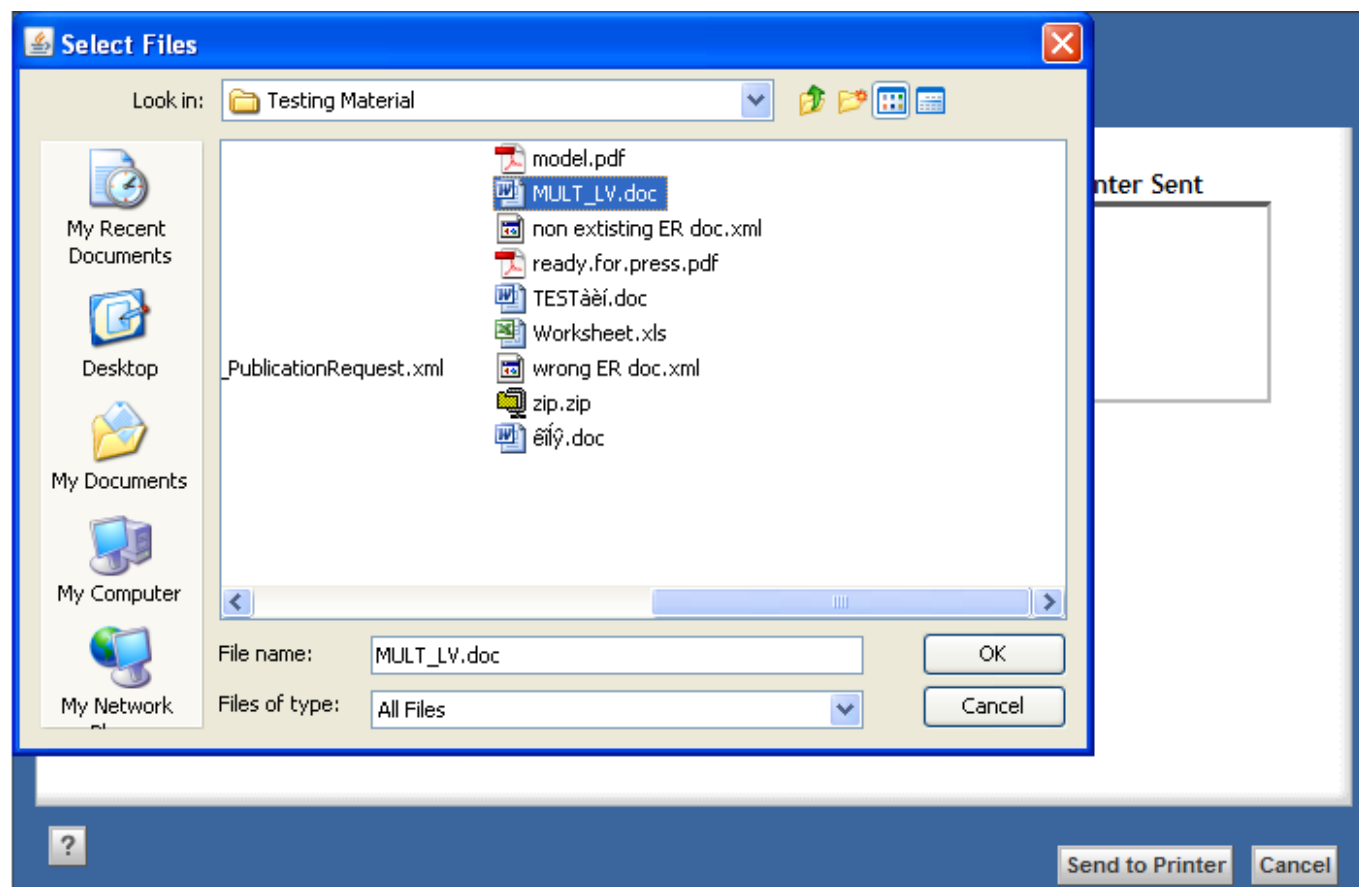 Select Files
Look in:
Testing Material
nter Sent
My Recent
Documents
Desktop
My Documents
My Computer
My Network
_PublicationRequest.xml
model.pdf
MULT_LV.doc
non extisting ER doc.xml
ready.for.press.pdf
TESTàèí.doc
Worksheet.xls
wrong ER doc.xml
zip.zip
File name:
MULT_LV.doc
OK
Files of type:
All Files
Cancel
?
Send to Printer
Cancel